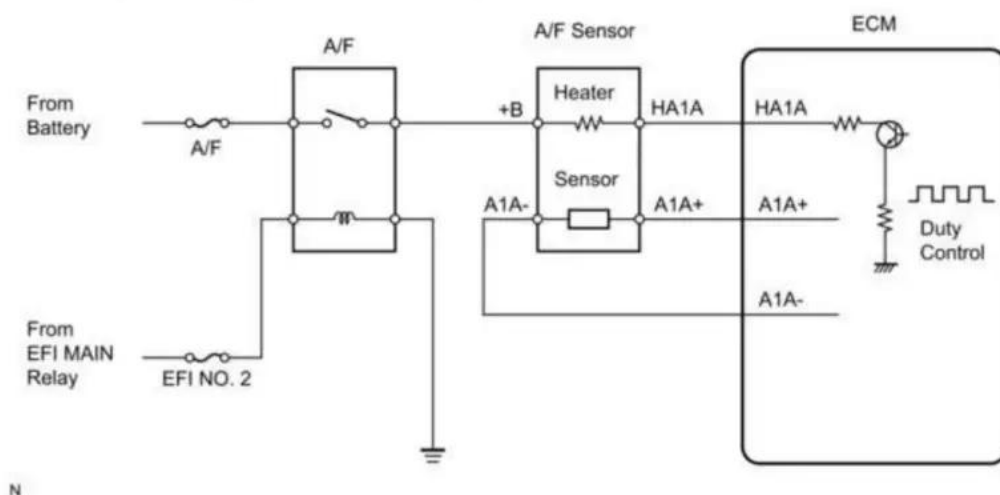 ECM
A/F Sensor
A/F
From
Battery
A/F
+B
Heater
HA1A
HA1A
Sensor
A1A-
A1A+
A1A+
Duty
Control
A1A-
From
EFI MAIN
Relay
EFI NO. 2
N